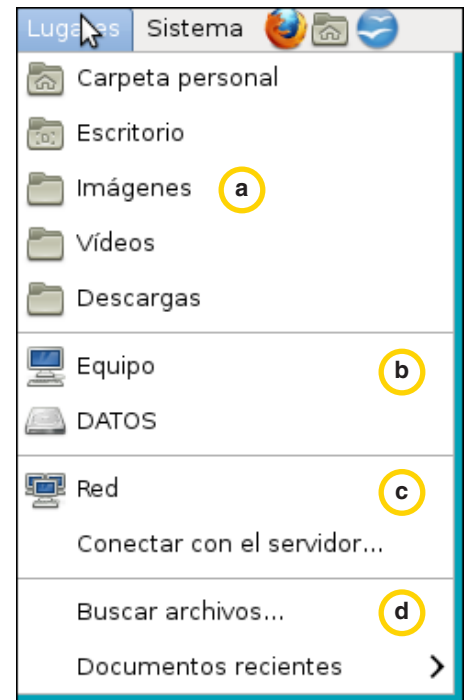 Lugares Sistema
Carpeta personal
Escritorio
Imágenes a
Vídeos
Descargas
Equipo b
DATOS
Red c
Conectar con el servidor...
Buscar archivos... d
Documentos recientes